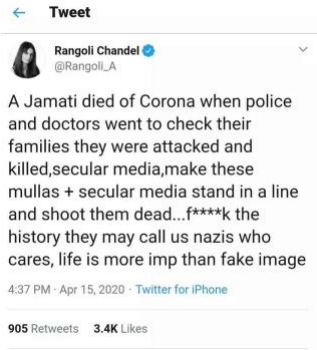 Tweet
Rangoli Chandel
@Rangoli_A
A Jamati died of Corona when police
and doctors went to check their
families they were attacked and
killed,secular media,make these
mullas + secular media stand in a line
and shoot them dead...f****k the
history they may call us nazis who
cares, life is more imp than fake image
4:37 PM · Apr 15, 2020 · Twitter for iPhone
905 Retweets 3.4K Likes